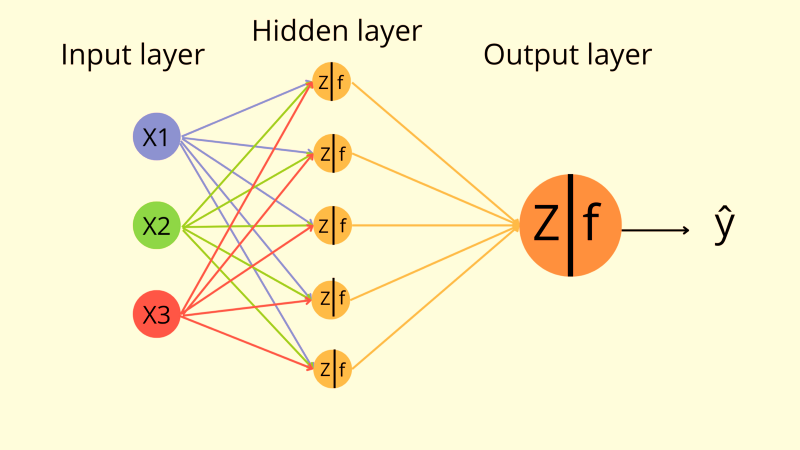 Hidden layer
Input layer
Output layer
X1
X2
X3
Z f
Z f
Z f
Z f
Z f
Z f
ŷ